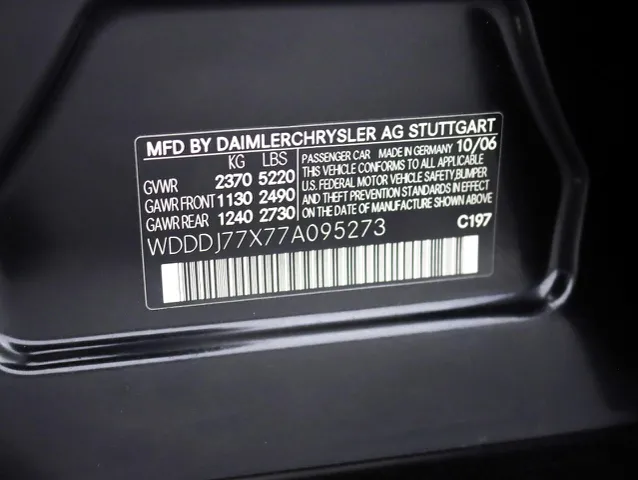 MFD BY DAIMLERCHRYSLER AG STUTTGART
KG LBS PASSENGER CAR MADE IN GERMANY 10/06
GVWR 2370 5220 THIS VEHICLE CONFORMS TO ALL APPLICABLE
GAWR FRONT 1130 2490 U.S. FEDERAL MOTOR VEHICLE SAFETY,BUMPER
GAWR REAR 1240 2730 AND THEFT PREVENTION STANDARDS IN EFFECT
ON THE DATE OF MANUFACTURE SHOWN ABOVE
WDDDJ77X77A095273 C197